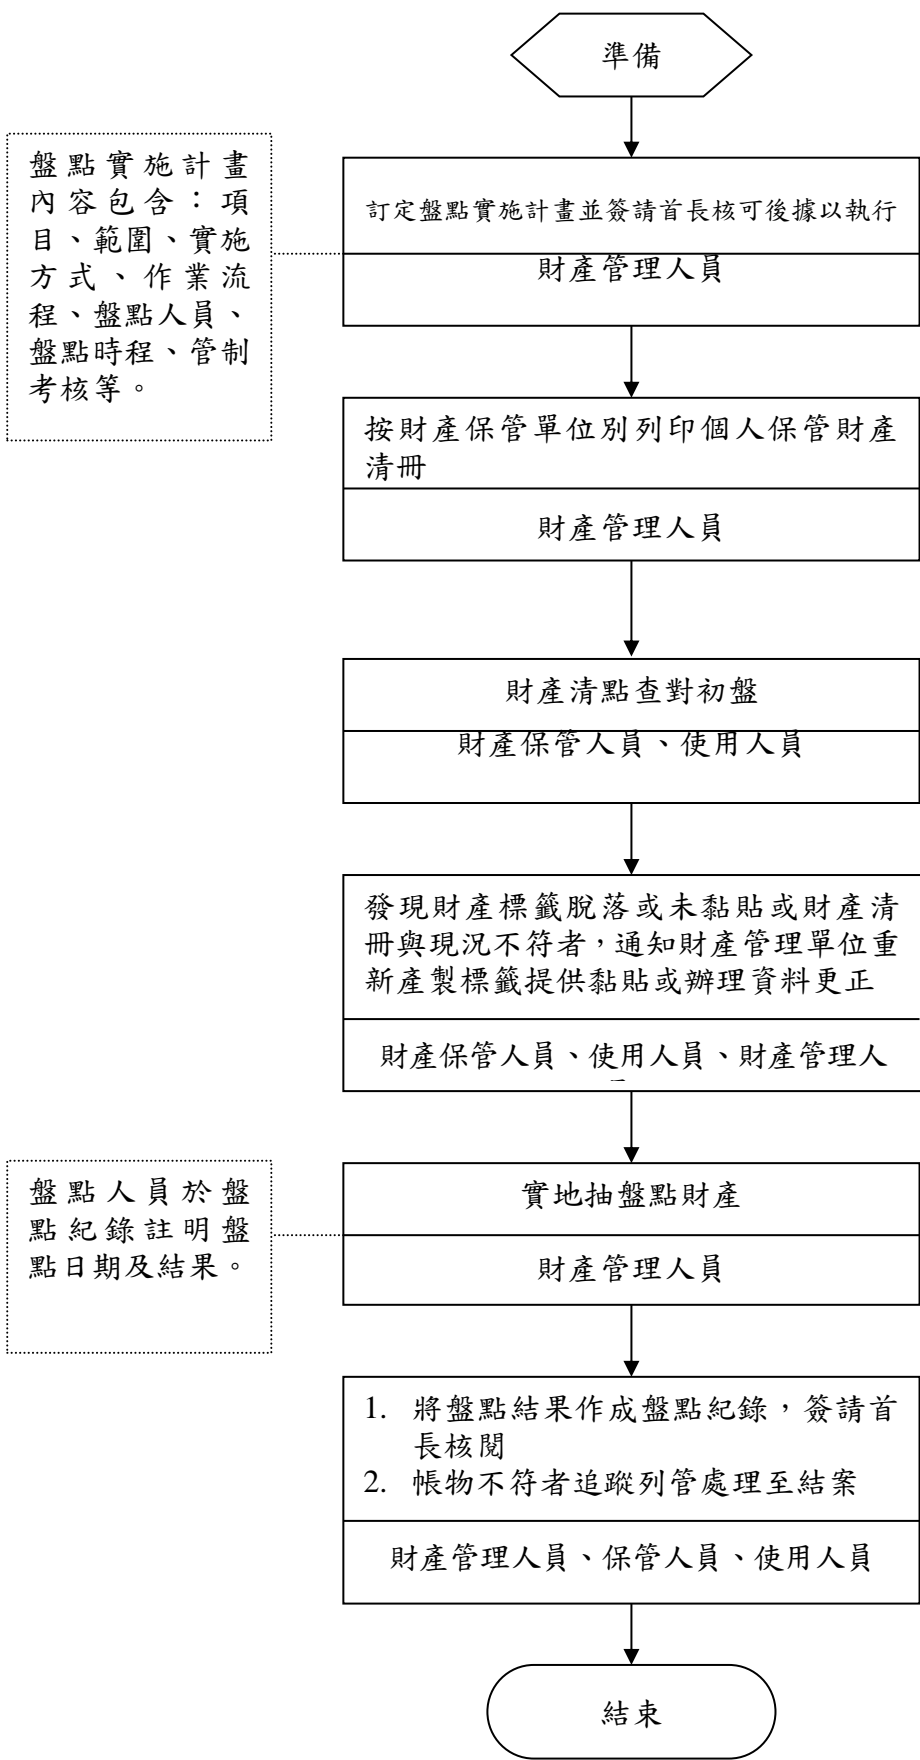 準備
盤點實施計畫
內容包含：項
目、範圍、實施
方式、作業流
程、盤點人員、
盤點時程、管制
考核等。
訂定盤點實施計畫並簽請首長核可後據以執行
財產管理人員
按財產保管單位別列印個人保管財產
清冊
財產管理人員
財產清點查對初盤
財產保管人員、使用人員
發現財產標籤脫落或未黏貼或財產清
冊與現況不符者，通知財產管理單位重
新產製標籤提供黏貼或辦理資料更正
財產保管人員、使用人員、財產管理人
盤點人員於盤
點紀錄註明盤
點日期及結果。
實地抽盤點財產
財產管理人員
1. 將盤點結果作成盤點紀錄，簽請首
長核閱
2. 帳物不符者追蹤列管處理至結案
財產管理人員、保管人員、使用人員
結束